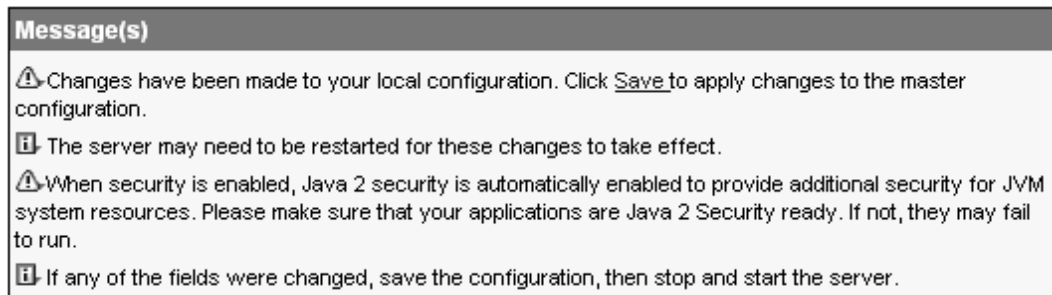 Message(s)
Changes have been made to your local configuration. Click Save to apply changes to the master
configuration.
The server may need to be restarted for these changes to take effect.
When security is enabled, Java 2 security is automatically enabled to provide additional security for JVM
system resources. Please make sure that your applications are Java 2 Security ready. If not, they may fail
to run.
If any of the fields were changed, save the configuration, then stop and start the server.